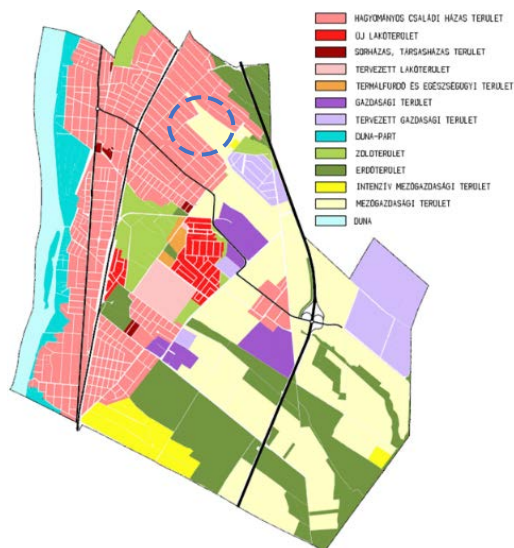 HAGYOMÁNYOS CSALÁDI HÁZAS TERÜLET
ÚJ LAKÓTERÜLET
SORHÁZAS, TÁRSASHÁZAS TERÜLET
TERVEZETT LAKÓTERÜLET
TERMÁLFÜRDŐ ÉS EGÉSZSÉGÜGYI TERÜLET
GAZDASÁGI TERÜLET
TERVEZETT GAZDASÁGI TERÜLET
DUNA-PART
ZÖLDTERÜLET
ERDŐTERÜLET
INTENZÍV MEZŐGAZDASÁGI TERÜLET
MEZŐGAZDASÁGI TERÜLET
DUNA